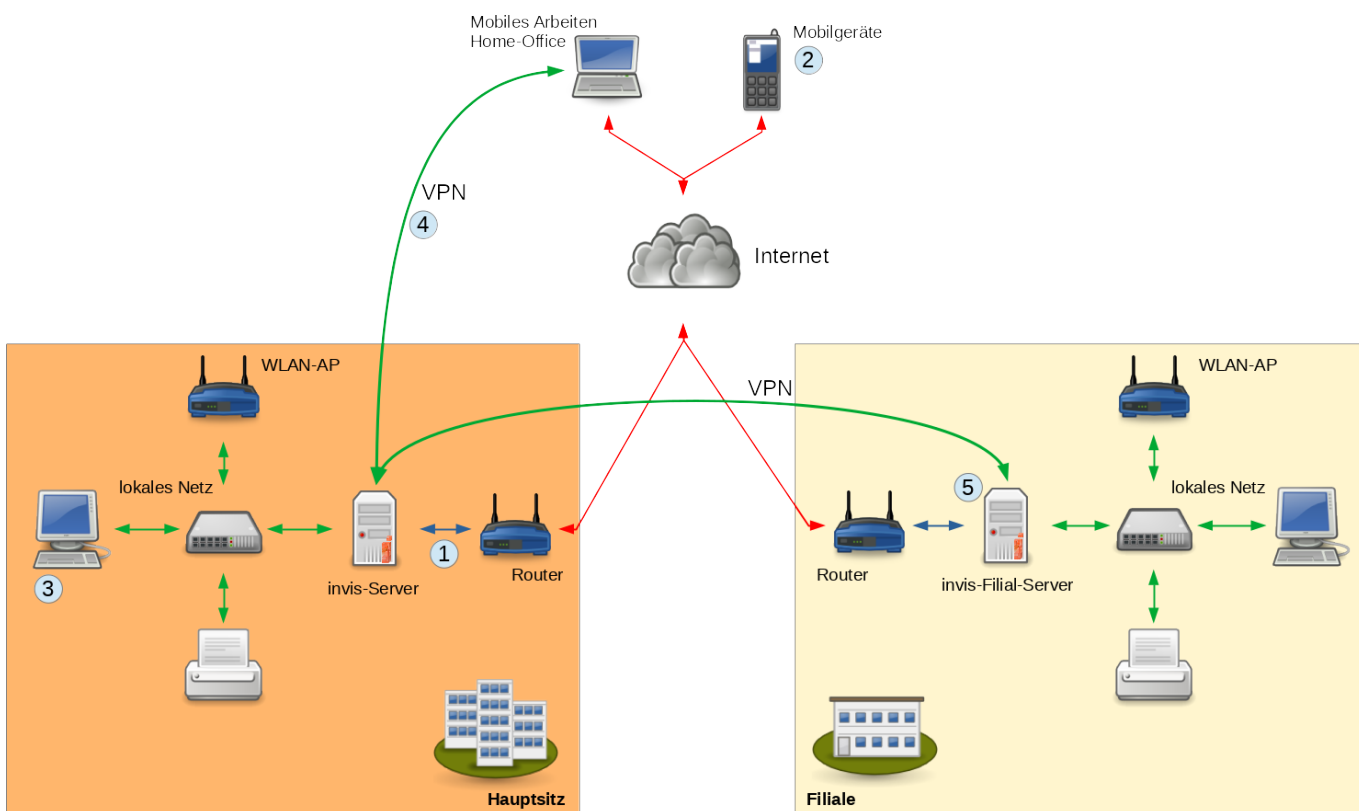 Mobiles Arbeiten
Home-Office
Mobilgeräte
2
VPN
4
Internet
WLAN-AP
lokales Netz
3
1
Router
invis-Server
Hauptsitz
VPN
WLAN-AP
5
lokales Netz
Router
invis-Filial-Server
Filiale